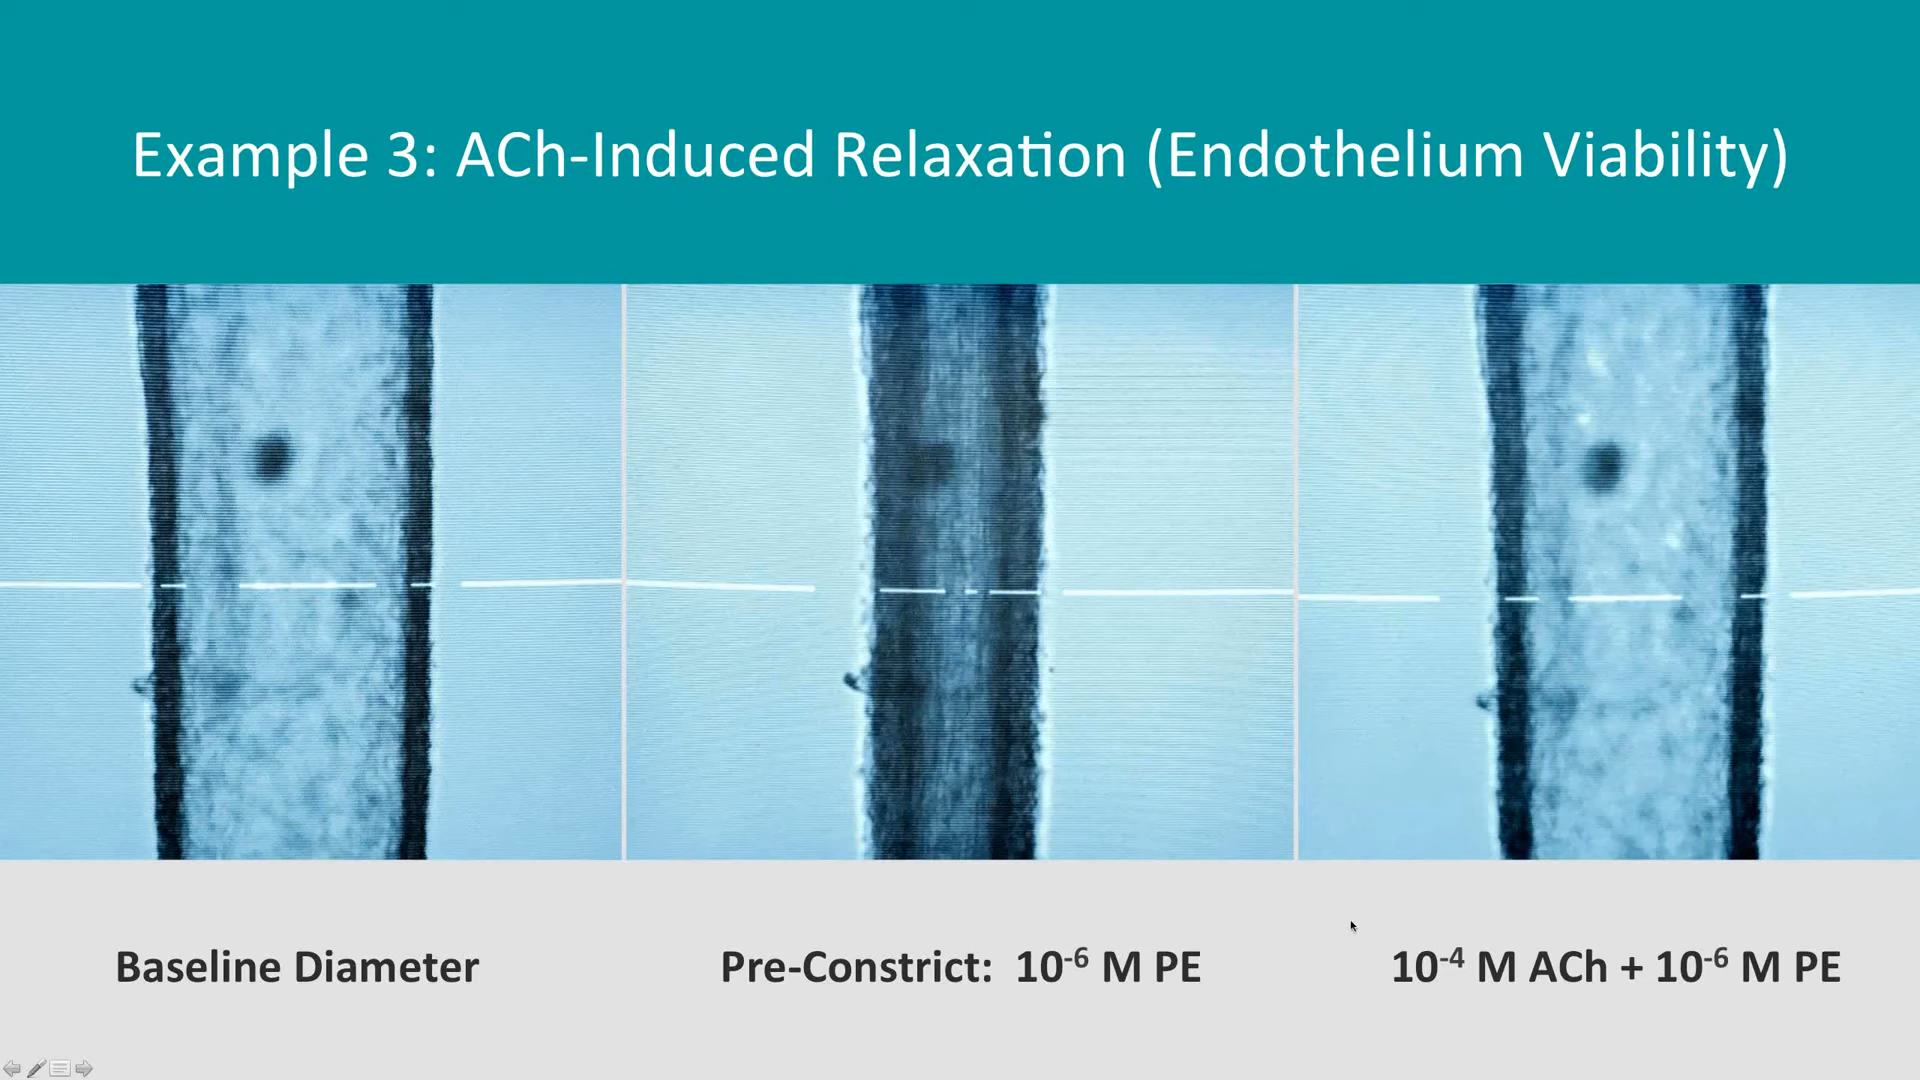 Example 3: ACh-Induced Relaxation (Endothelium Viability)
Baseline Diameter
Pre-Constrict: 10⁻⁶ M PE
10⁻⁴ M ACh + 10⁻⁶ M PE